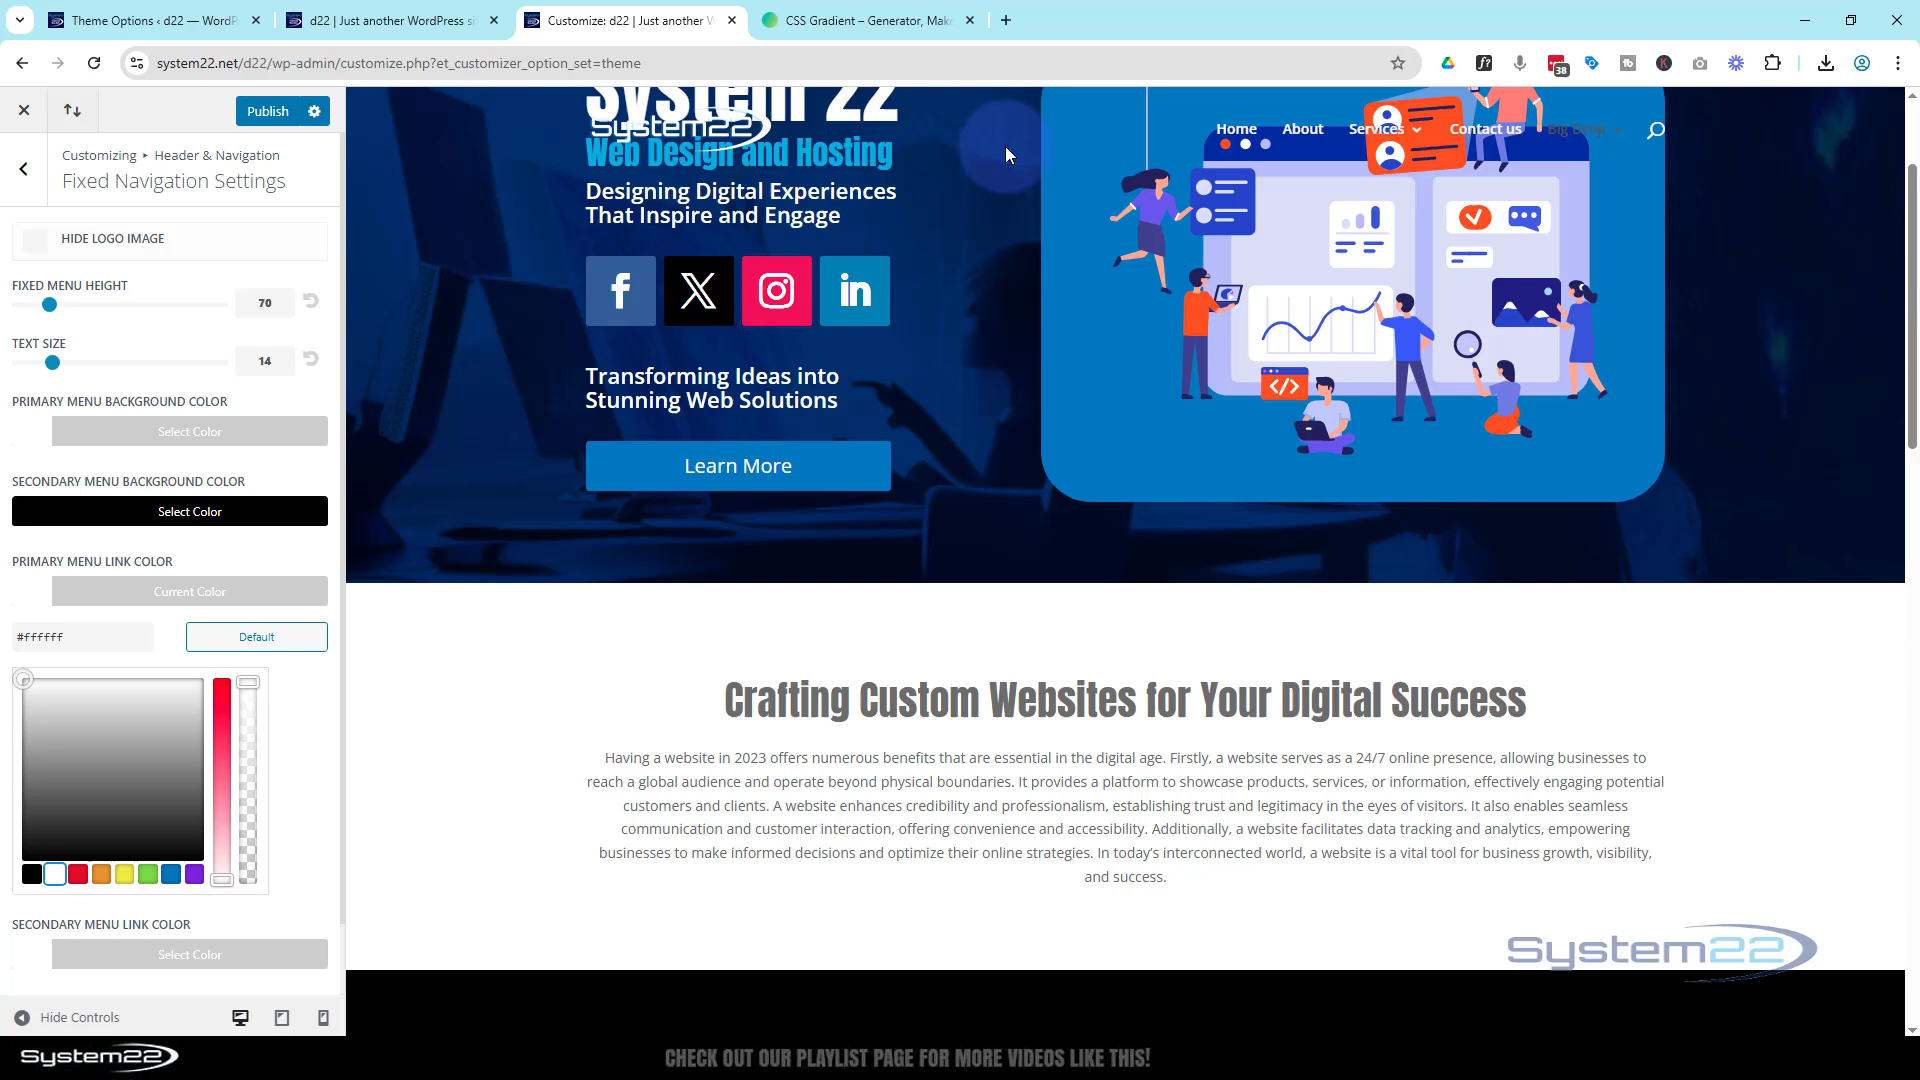 Theme Options ‹ d22 — WordP
d22 | Just another WordPress si
Customize: d22 | Just another W
CSS Gradient – Generator, Make
system22.net/d22/wp-admin/customize.php?et_customizer_option_set=theme
38
Publish
Customizing ▸ Header & Navigation
Fixed Navigation Settings
HIDE LOGO IMAGE
FIXED MENU HEIGHT
70
TEXT SIZE
14
PRIMARY MENU BACKGROUND COLOR
Select Color
SECONDARY MENU BACKGROUND COLOR
Select Color
PRIMARY MENU LINK COLOR
Current Color
#ffffff
Default
SECONDARY MENU LINK COLOR
Select Color
Hide Controls
System22
System 22
System22
Home
About
Services
Contact us
Big Drop
Web Design and Hosting
Designing Digital Experiences
That Inspire and Engage
Transforming Ideas into
Stunning Web Solutions
Learn More
Crafting Custom Websites for Your Digital Success
Having a website in 2023 offers numerous benefits that are essential in the digital age. Firstly, a website serves as a 24/7 online presence, allowing businesses to
reach a global audience and operate beyond physical boundaries. It provides a platform to showcase products, services, or information, effectively engaging potential
customers and clients. A website enhances credibility and professionalism, establishing trust and legitimacy in the eyes of visitors. It also enables seamless
communication and customer interaction, offering convenience and accessibility. Additionally, a website facilitates data tracking and analytics, empowering
businesses to make informed decisions and optimize their online strategies. In today’s interconnected world, a website is a vital tool for business growth, visibility,
and success.
System22
CHECK OUT OUR PLAYLIST PAGE FOR MORE VIDEOS LIKE THIS!